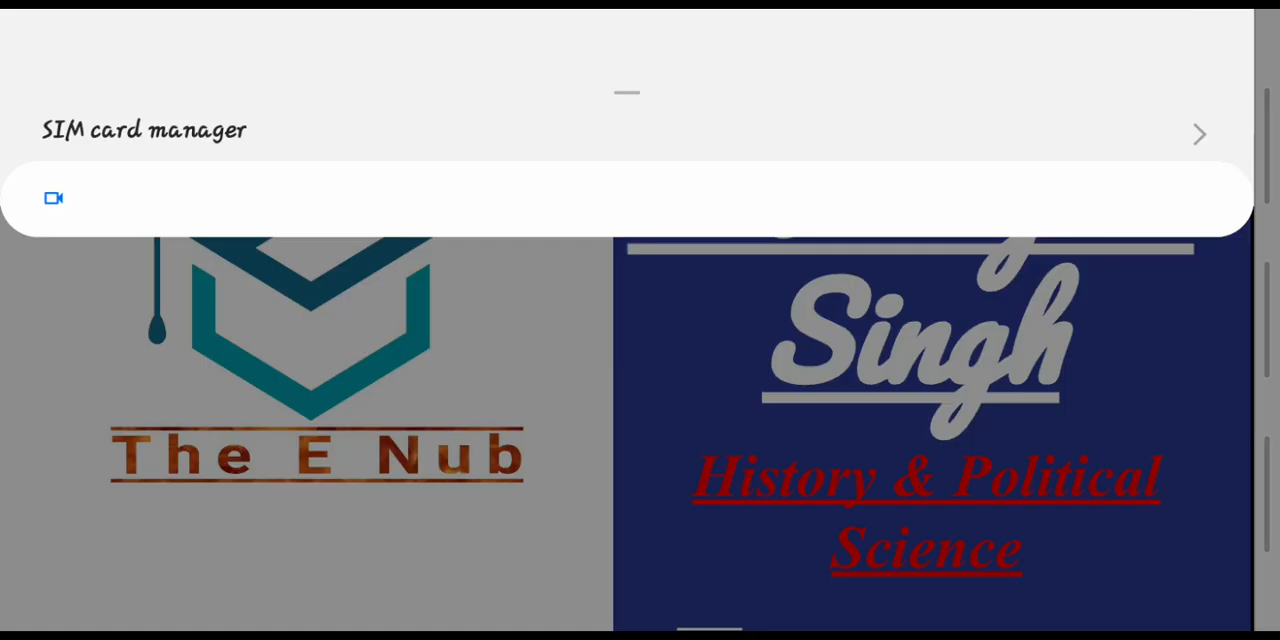 SIM card manager
Singh
The E Nub
History & Political
Science